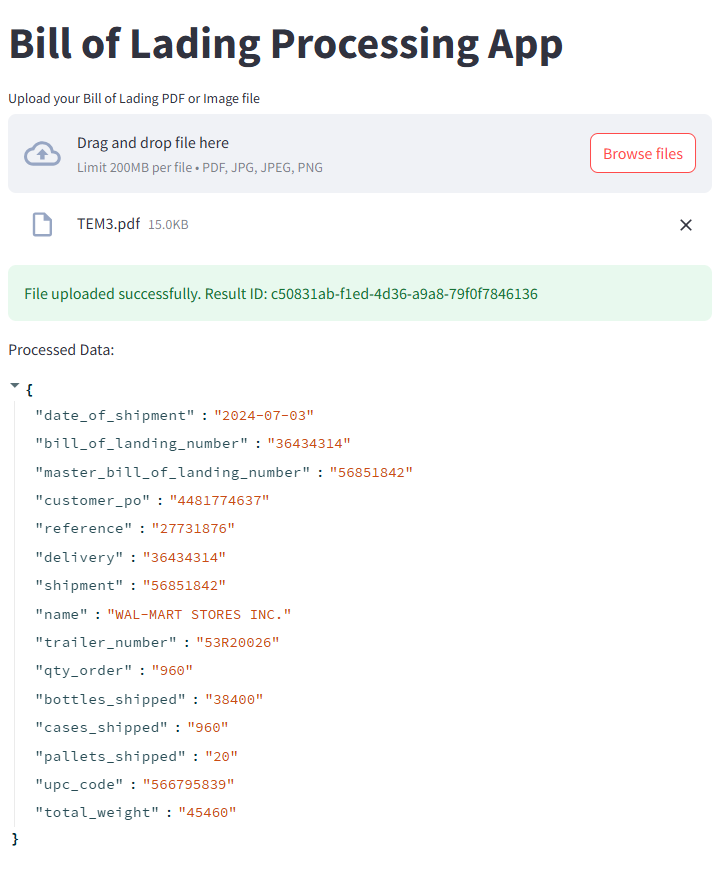 Bill of Lading Processing App
Upload your Bill of Lading PDF or Image file
Drag and drop file here
Limit 200MB per file • PDF, JPG, JPEG, PNG
Browse files
TEM3.pdf 15.0KB
File uploaded successfully. Result ID: c50831ab-f1ed-4d36-a9a8-79f0f7846136
Processed Data:
{
"date_of_shipment" : "2024-07-03"
"bill_of_landing_number" : "36434314"
"master_bill_of_landing_number" : "56851842"
"customer_po" : "4481774637"
"reference" : "27731876"
"delivery" : "36434314"
"shipment" : "56851842"
"name" : "WAL-MART STORES INC."
"trailer_number" : "53R20026"
"qty_order" : "960"
"bottles_shipped" : "38400"
"cases_shipped" : "960"
"pallets_shipped" : "20"
"upc_code" : "566795839"
"total_weight" : "45460"
}